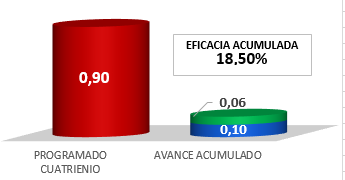 EFICACIA ACUMULADA
18,50%
0,90
0,06
0,10
PROGRAMADO
CUATRIENIO
AVANCE ACUMULADO